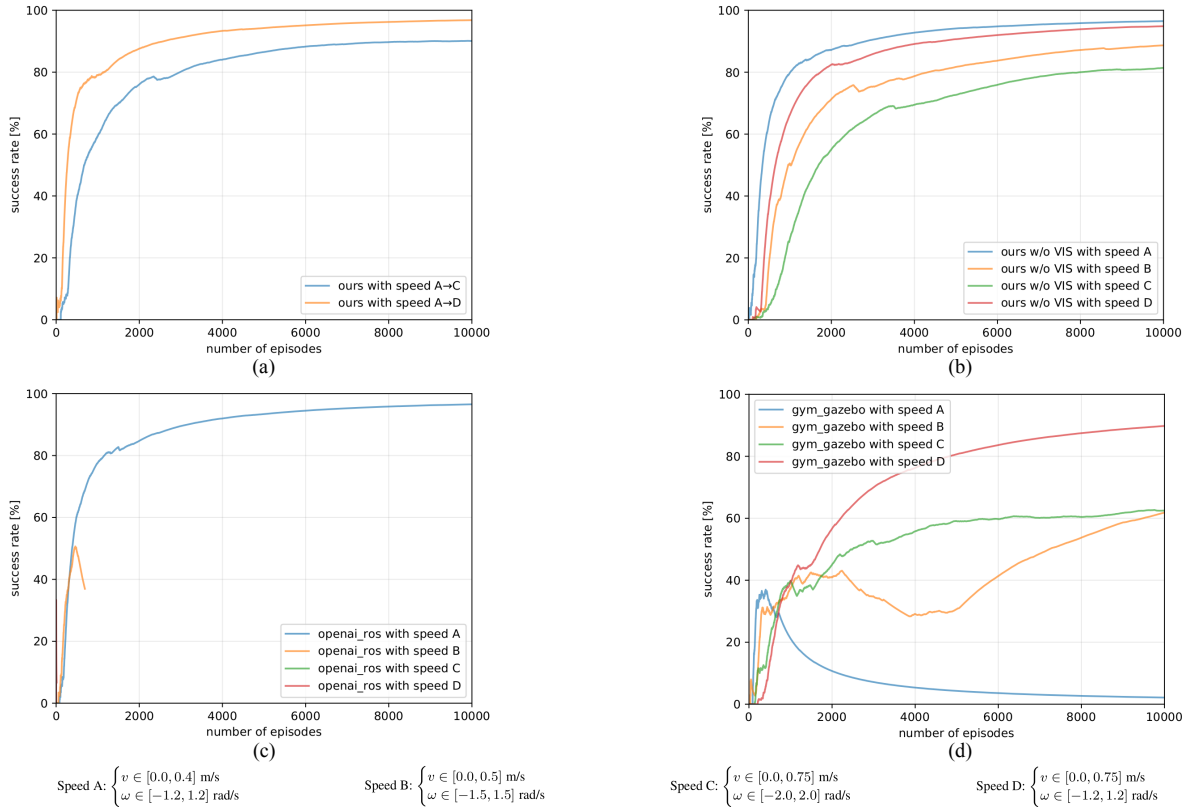 100
80
60
40
20
0
success rate [%]
ours with speed A→C
ours with speed A→D
0 2000 4000 6000 8000 10000
number of episodes
(a)
100
80
60
40
20
0
success rate [%]
ours w/o VIS with speed A
ours w/o VIS with speed B
ours w/o VIS with speed C
ours w/o VIS with speed D
0 2000 4000 6000 8000 10000
number of episodes
(b)
100
80
60
40
20
0
success rate [%]
openai_ros with speed A
openai_ros with speed B
openai_ros with speed C
openai_ros with speed D
0 2000 4000 6000 8000 10000
number of episodes
(c)
100
80
60
40
20
0
success rate [%]
gym_gazebo with speed A
gym_gazebo with speed B
gym_gazebo with speed C
gym_gazebo with speed D
0 2000 4000 6000 8000 10000
number of episodes
(d)
Speed A: { v ∈ [0.0, 0.4] m/s
ω ∈ [−1.2, 1.2] rad/s
Speed B: { v ∈ [0.0, 0.5] m/s
ω ∈ [−1.5, 1.5] rad/s
Speed C: { v ∈ [0.0, 0.75] m/s
ω ∈ [−2.0, 2.0] rad/s
Speed D: { v ∈ [0.0, 0.75] m/s
ω ∈ [−1.2, 1.2] rad/s